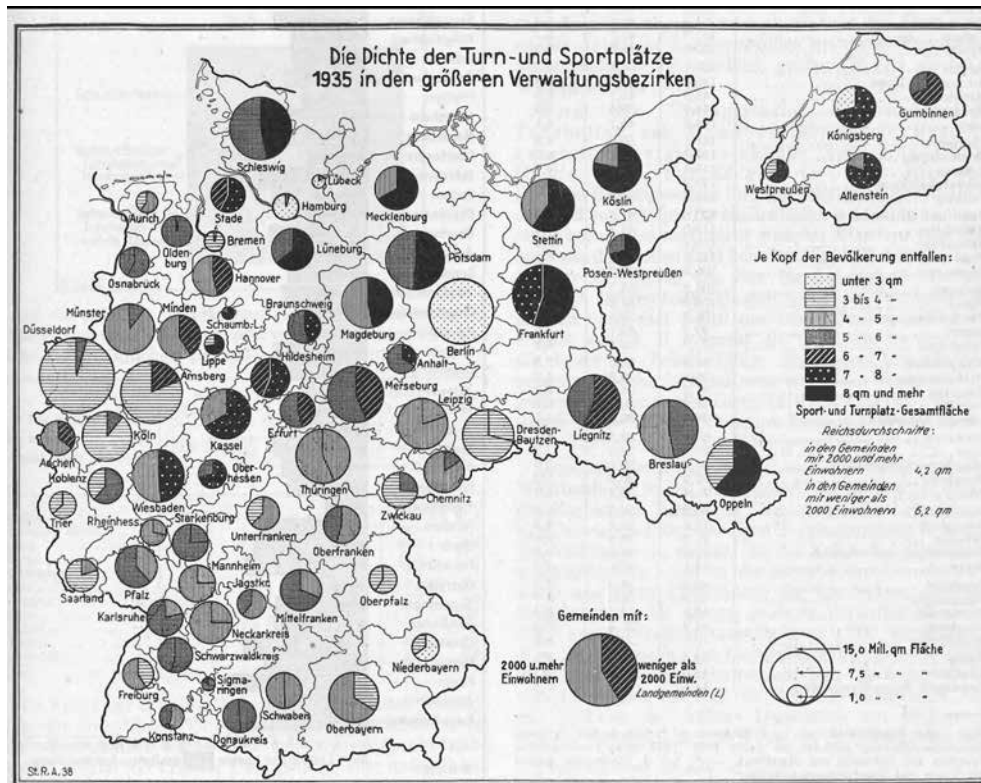 Die Dichte der Turn- und Sportplätze
1935 in den größeren Verwaltungsbezirken
Gumbinnen
Königsberg
Westpreußen
Allenstein
Schleswig
Lübeck
Hamburg
Mecklenburg
Köslin
Stettin
Aurich
Stade
Olden-
burg
Bremen
Lüneburg
Potsdam
Posen-Westpreußen
Osnabrück
Hannover
Münster
Minden
Schaumb.L.
Braunschweig
Magdeburg
Berlin
Frankfurt
Düsseldorf
Lippe
Hildesheim
Anhalt
Arnsberg
Merseburg
Leipzig
Köln
Kassel
Erfurt
Dresden-
Bautzen
Liegnitz
Breslau
Oppeln
Aachen
Koblenz
Wiesbaden
Ober
hessen
Thüringen
Chemnitz
Zwickau
Trier
Rheinhess.
Starkenburg
Unterfranken
Oberfranken
Saarland
Pfalz
Mannheim
Jagstkr.
Mittelfranken
Oberpfalz
Karlsruhe
Neckarkreis
Schwarzwaldkreis
Niederbayern
Freiburg
Sigma-
ringen
Schwaben
Oberbayern
Konstanz
Donaukreis
Je Kopf der Bevölkerung entfallen:
unter 3 qm
3 bis 4 "
4 - 5 "
5 - 6 "
6 - 7 "
7 - 8 "
8 qm und mehr
Sport- und Turnplatz-Gesamtfläche
Reichsdurchschnitte:
in den Gemeinden
mit 2000 und mehr
Einwohnern 4,2 qm
in den Gemeinden
mit weniger als
2000 Einwohnern 6,2 qm
Gemeinden mit:
2000 u.mehr
Einwohnern
weniger als
2000 Einw.
Landgemeinden (L)
15,0 Mill. qm Fläche
7,5 " " "
1,0 " " "
St.R.A.38